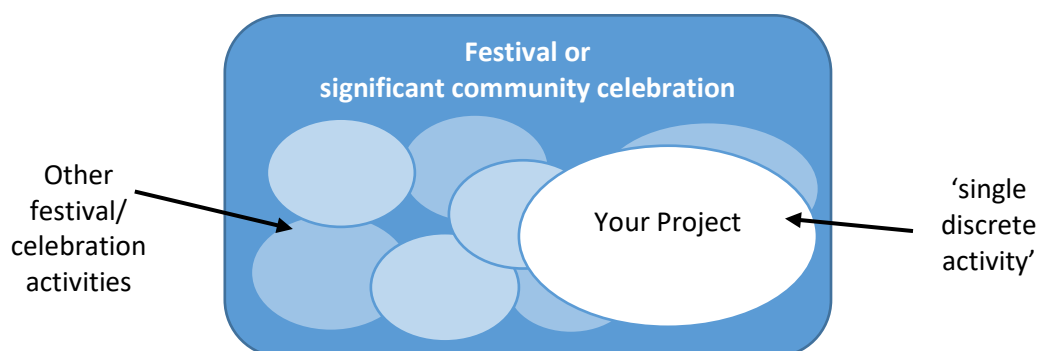 Festival or
significant community celebration
Other
festival/
celebration
activities
Your Project
‘single
discrete
activity’